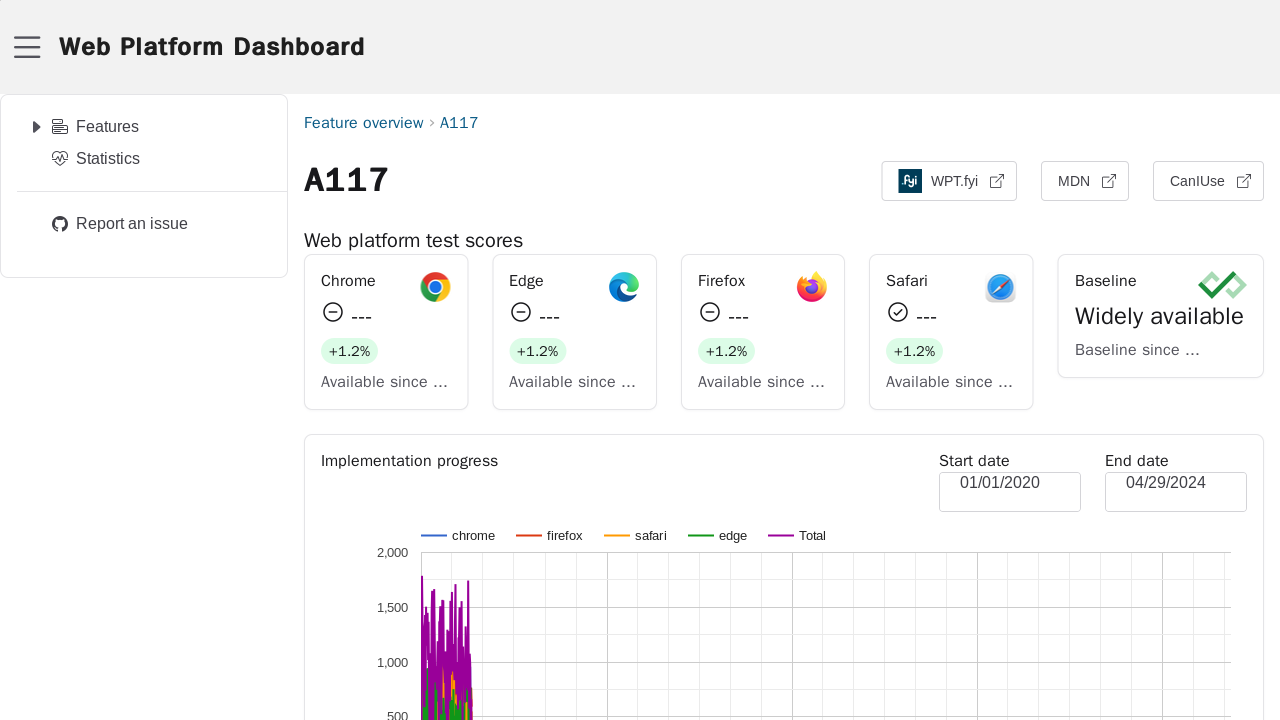 Web Platform Dashboard
Features
Statistics
Report an issue
Feature overview > A117
A117
.fyi WPT.fyi
MDN
CanIUse
Web platform test scores
Chrome
---
+1.2%
Available since ...
Edge
---
+1.2%
Available since ...
Firefox
---
+1.2%
Available since ...
Safari
---
+1.2%
Available since ...
Baseline
Widely available
Baseline since ...
Implementation progress
Start date
01/01/2020
End date
04/29/2024
chrome firefox safari edge Total
2,000
1,500
1,000
500